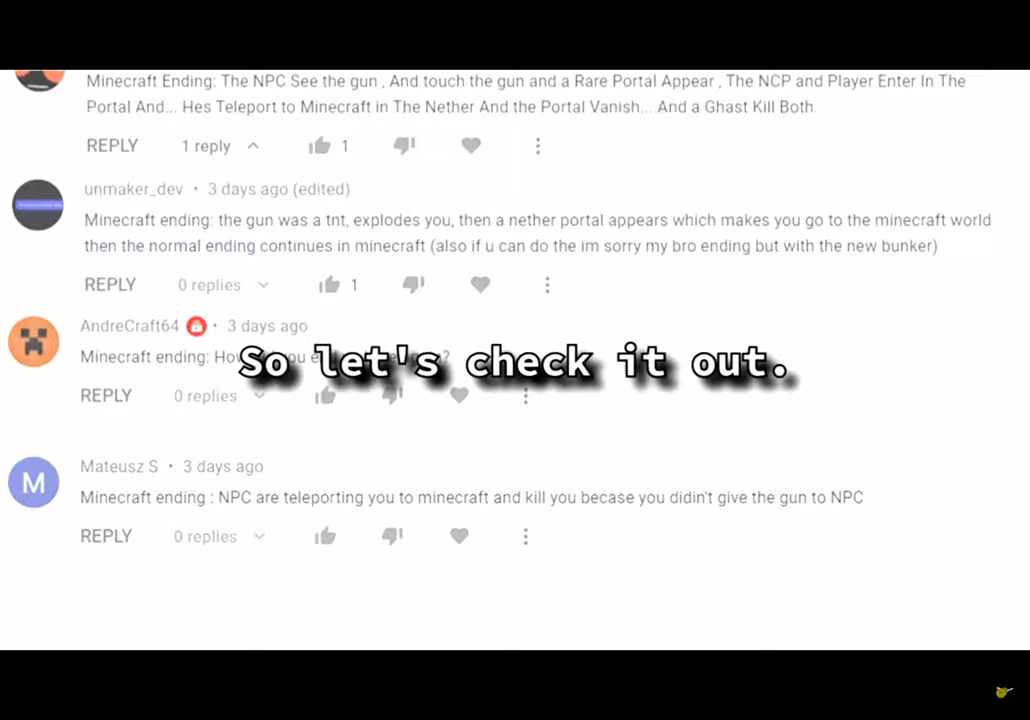 Minecraft Ending: The NPC See the gun , And touch the gun and a Rare Portal Appear , The NCP and Player Enter In The
Portal And... Hes Teleport to Minecraft in The Nether And the Portal Vanish... And a Ghast Kill Both.
REPLY 1 reply 1
unmaker_dev • 3 days ago (edited)
Minecraft ending: the gun was a tnt, explodes you, then a nether portal appears which makes you go to the minecraft world
then the normal ending continues in minecraft (also if u can do the im sorry my bro ending but with the new bunker)
REPLY 0 replies 1
AndreCraft64 • 3 days ago
Minecraft ending: How you
So let's check it out.
REPLY 0 replies
M
Mateusz S • 3 days ago
Minecraft ending : NPC are teleporting you to minecraft and kill you becase you didin't give the gun to NPC
REPLY 0 replies